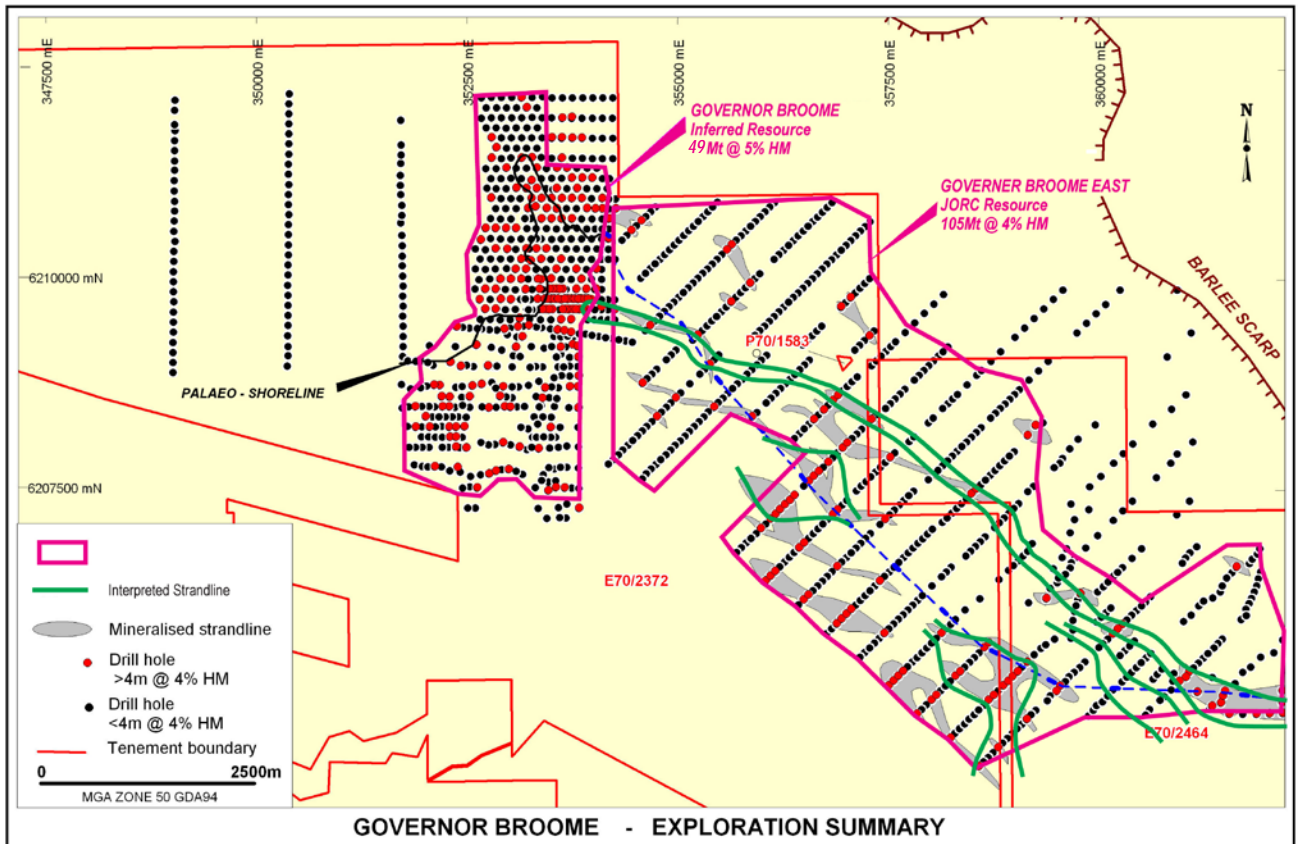 347500 mE
350000 mE
352500 mE
355000 mE
357500 mE
360000 mE
GOVERNOR BROOME
Inferred Resource
49Mt @ 5% HM
N
GOVERNER BROOME EAST
JORC Resource
105Mt @ 4% HM
6210000 mN
BARLEE SCARP
P70/1583
PALAEO - SHORELINE
6207500 mN
E70/2372
E70/2464
Interpreted Strandline
Mineralised strandline
Drill hole
>4m @ 4% HM
Drill hole
<4m @ 4% HM
Tenement boundary
0 2500m
MGA ZONE 50 GDA94
GOVERNOR BROOME - EXPLORATION SUMMARY